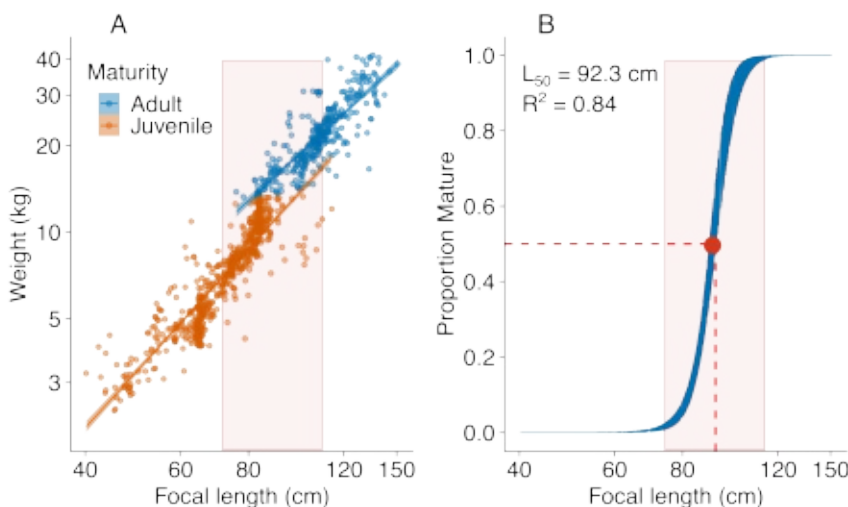 A
Weight (kg)
40
30
20
10
5
3
Maturity
Adult
Juvenile
40
60
80
120
150
Focal length (cm)
B
Proportion Mature
1.0
0.8
0.6
0.4
0.2
0.0
L₅₀ = 92.3 cm
R² = 0.84
40
60
80
120
150
Focal length (cm)